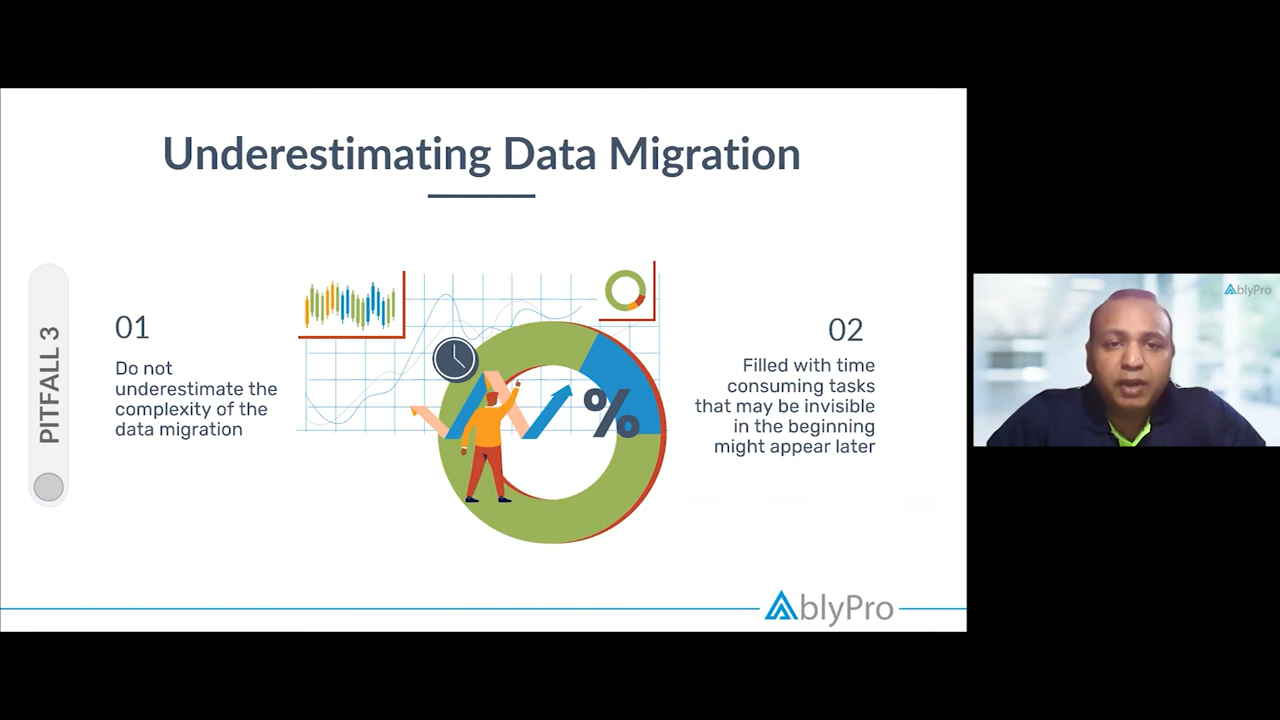 Underestimating Data Migration
PITFALL 3
01
Do not
underestimate the
complexity of the
data migration
%
02
Filled with time
consuming tasks
that may be invisible
in the beginning
might appear later
AblyPro
AblyPro